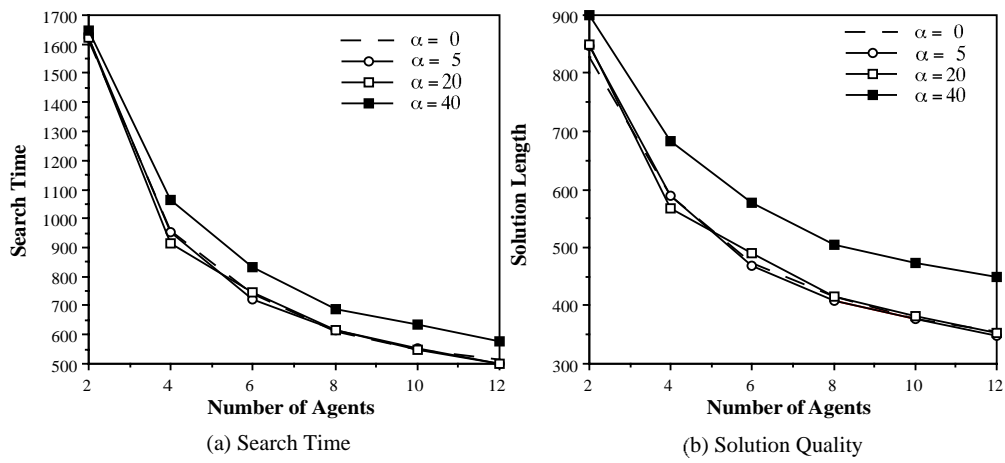 1700
1600
1500
1400
1300
1200
1100
1000
900
800
700
600
500
Search Time
2 4 6 8 10 12
Number of Agents
α = 0
α = 5
α = 20
α = 40
(a) Search Time
900
800
700
600
500
400
300
Solution Length
2 4 6 8 10 12
Number of Agents
α = 0
α = 5
α = 20
α = 40
(b) Solution Quality